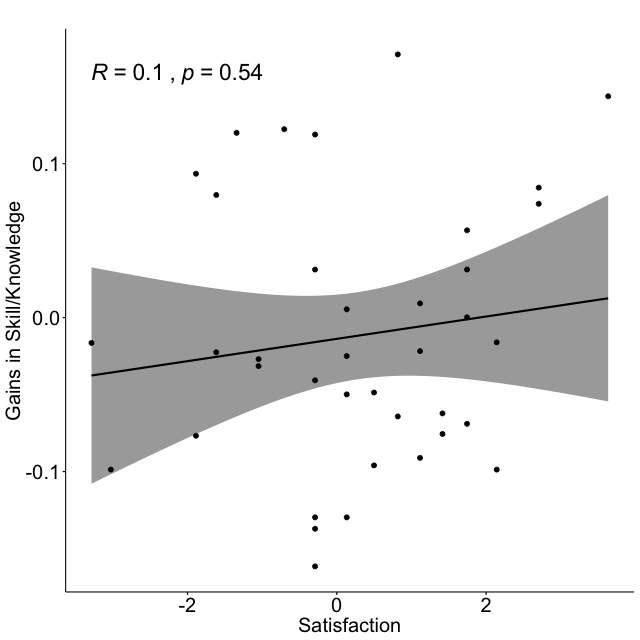 R = 0.1 , p = 0.54
Gains in Skill/Knowledge
0.1
0.0
-0.1
-2 0 2
Satisfaction